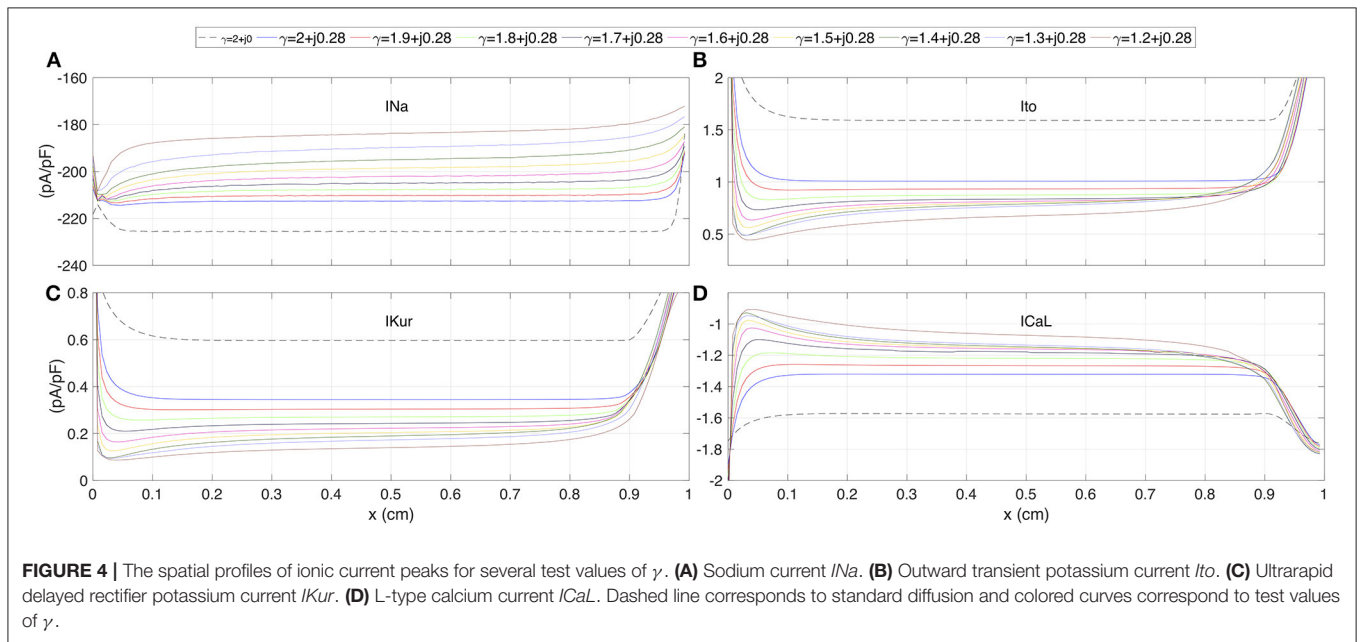 γ=2+j0 γ=2+j0.28 γ=1.9+j0.28 γ=1.8+j0.28 γ=1.7+j0.28 γ=1.6+j0.28 γ=1.5+j0.28 γ=1.4+j0.28 γ=1.3+j0.28 γ=1.2+j0.28
A
INa
(pA/pF)
-160
-180
-200
-220
-240
B
Ito
2
1.5
1
0.5
C
IKur
(pA/pF)
0.8
0.6
0.4
0.2
0
0 0.1 0.2 0.3 0.4 0.5 0.6 0.7 0.8 0.9 1
x (cm)
D
ICaL
-1
-1.2
-1.4
-1.6
-1.8
-2
0 0.1 0.2 0.3 0.4 0.5 0.6 0.7 0.8 0.9 1
x (cm)
FIGURE 4 | The spatial profiles of ionic current peaks for several test values of γ. (A) Sodium current INa. (B) Outward transient potassium current Ito. (C) Ultrarapid
delayed rectifier potassium current IKur. (D) L-type calcium current ICaL. Dashed line corresponds to standard diffusion and colored curves correspond to test values
of γ.